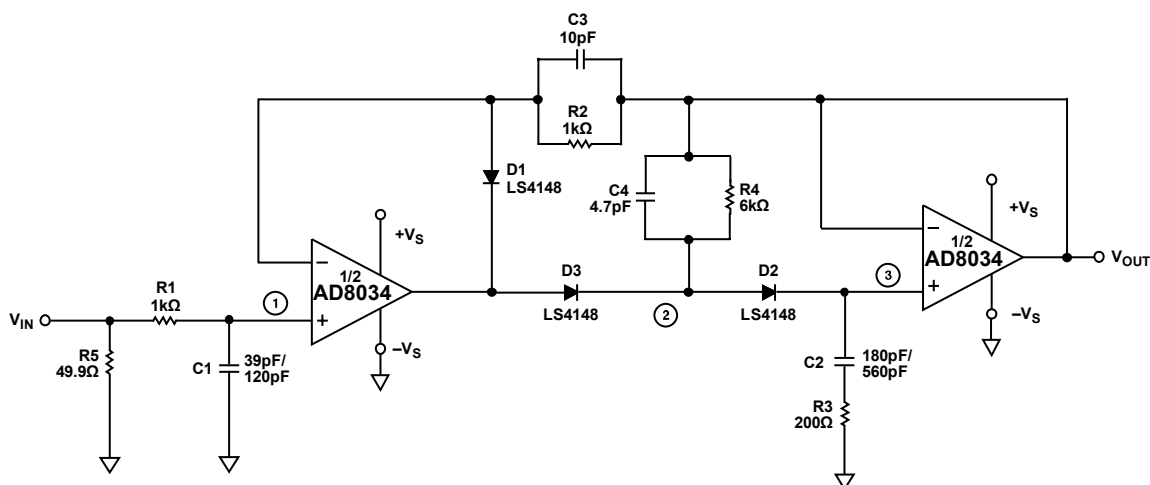 C3
10pF
R2
1kΩ
D1
LS4148
C4
4.7pF
R4
6kΩ
+VS
+VS
–
1/2
AD8034
+
–
1/2
AD8034
+
VOUT
D3
LS4148
D2
LS4148
2
3
R1
1kΩ
1
VIN
–VS
–VS
R5
49.9Ω
C1
39pF/
120pF
C2
180pF/
560pF
R3
200Ω